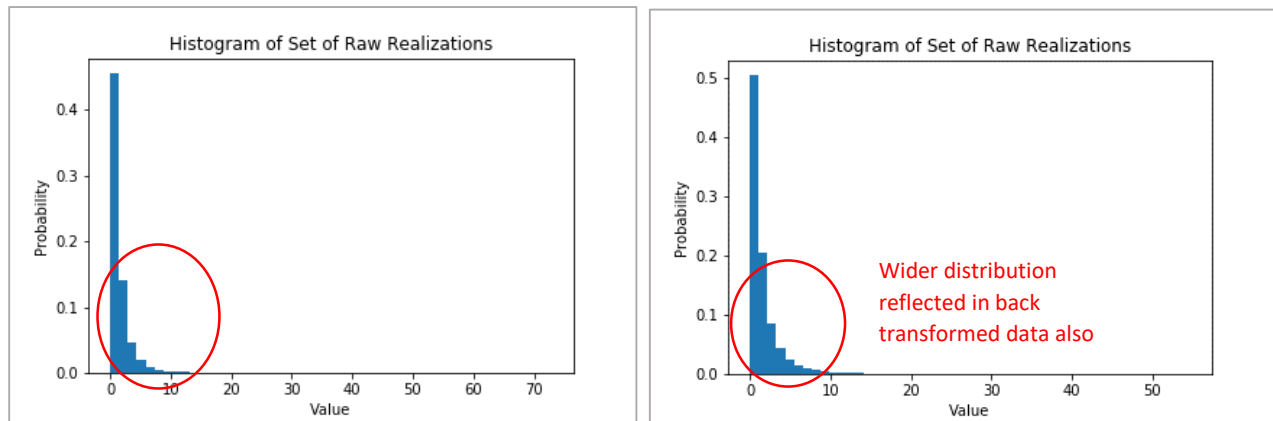 Histogram of Set of Raw Realizations
0.4
0.3
0.2
0.1
0.0
Probability
0 10 20 30 40 50 60 70
Value
Histogram of Set of Raw Realizations
0.5
0.4
0.3
0.2
0.1
0.0
Probability
Wider distribution
reflected in back
transformed data also
0 10 20 30 40 50
Value